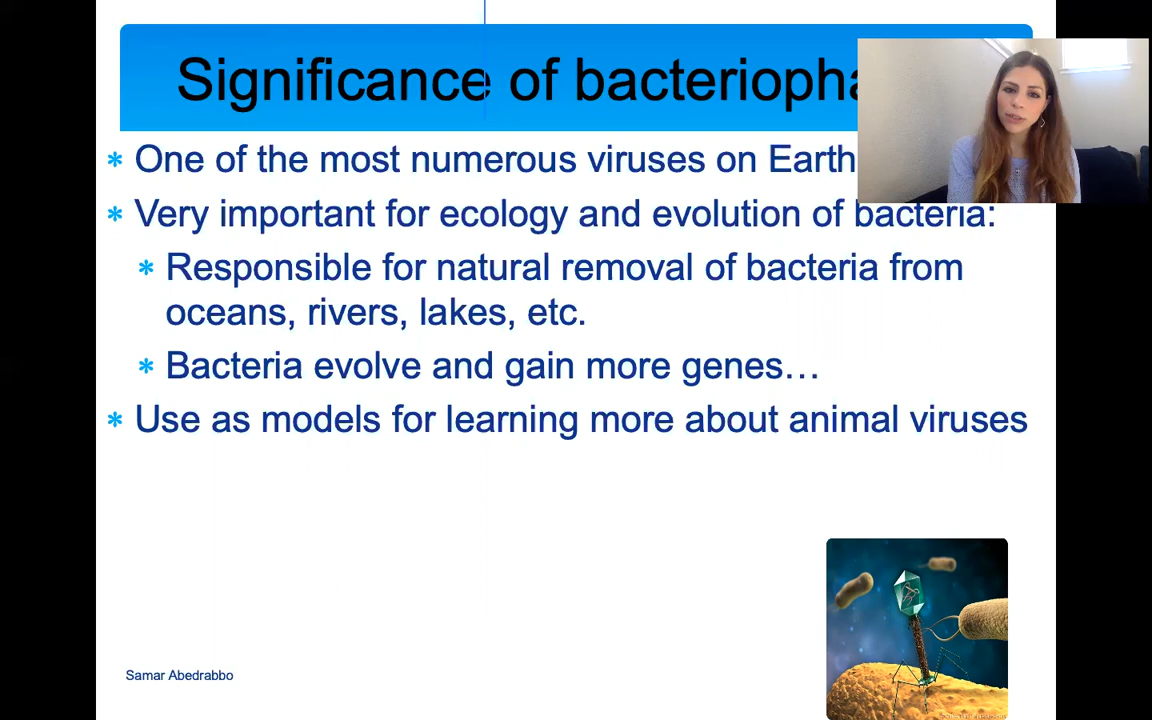 Significance of
* One of the most numerous viruses on Earth
* Very important for ecology and evolution of bacteria:
* Responsible for natural removal of bacteria from
oceans, rivers, lakes, etc.
* Bacteria evolve and gain more genes…
* Use as models for learning more about animal viruses
Samar Abedrabbo